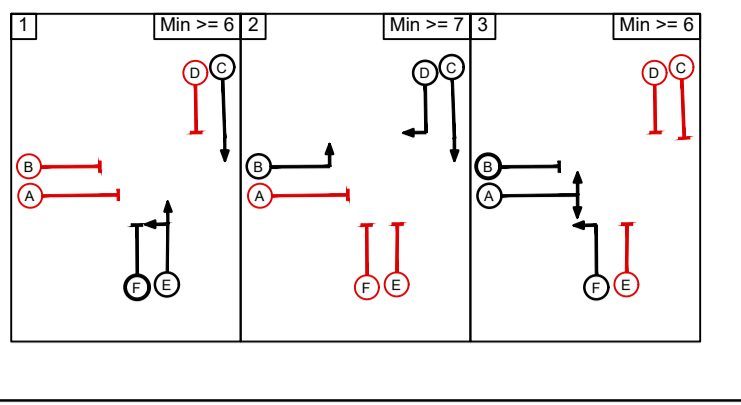 1 Min >= 6 2 Min >= 7 3 Min >= 6
D C D C D C
B B B
A A A
F E F E F E